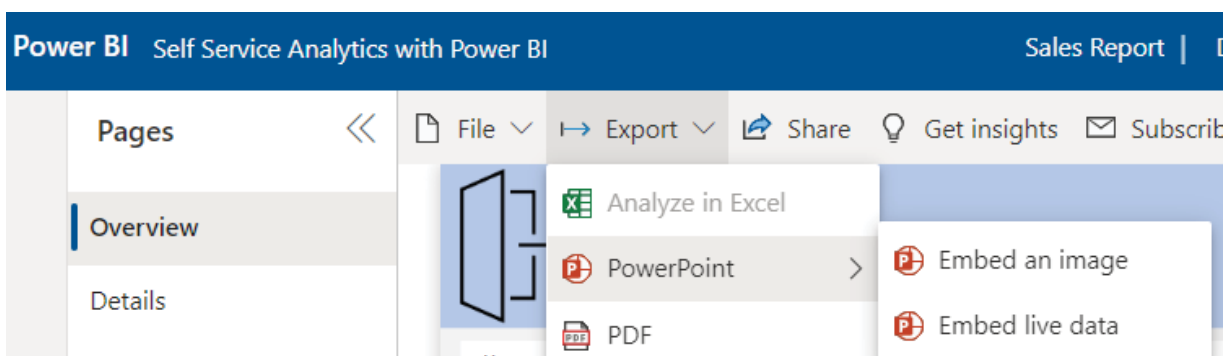 Power BI Self Service Analytics with Power BI Sales Report |
Pages File Export Share Get insights Subscrib
Analyze in Excel
Overview
PowerPoint Embed an image
Details
PDF Embed live data